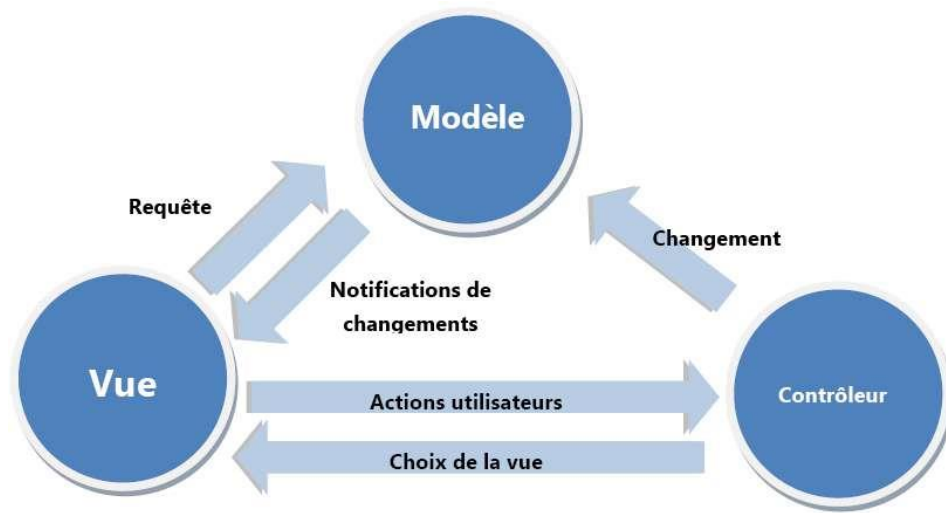 Modèle
Requête
Changement
Notifications de
changements
Vue
Actions utilisateurs
Contrôleur
Choix de la vue